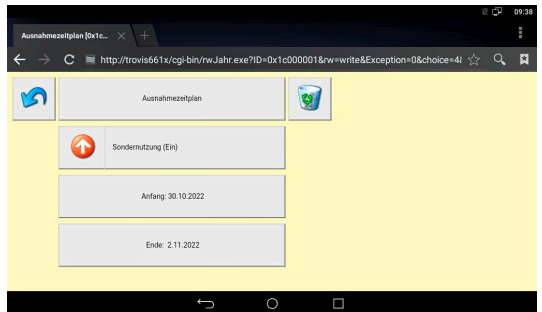 09:38
Ausnahmezeitplan [0x1c...
http://trovis661x/cgi-bin/rwJahr.exe?ID=0x1c000001&rw=write&Exception=0&choice=4
Ausnahmezeitplan
Sondernutzung (Ein)
Anfang: 30.10.2022
Ende: 2.11.2022